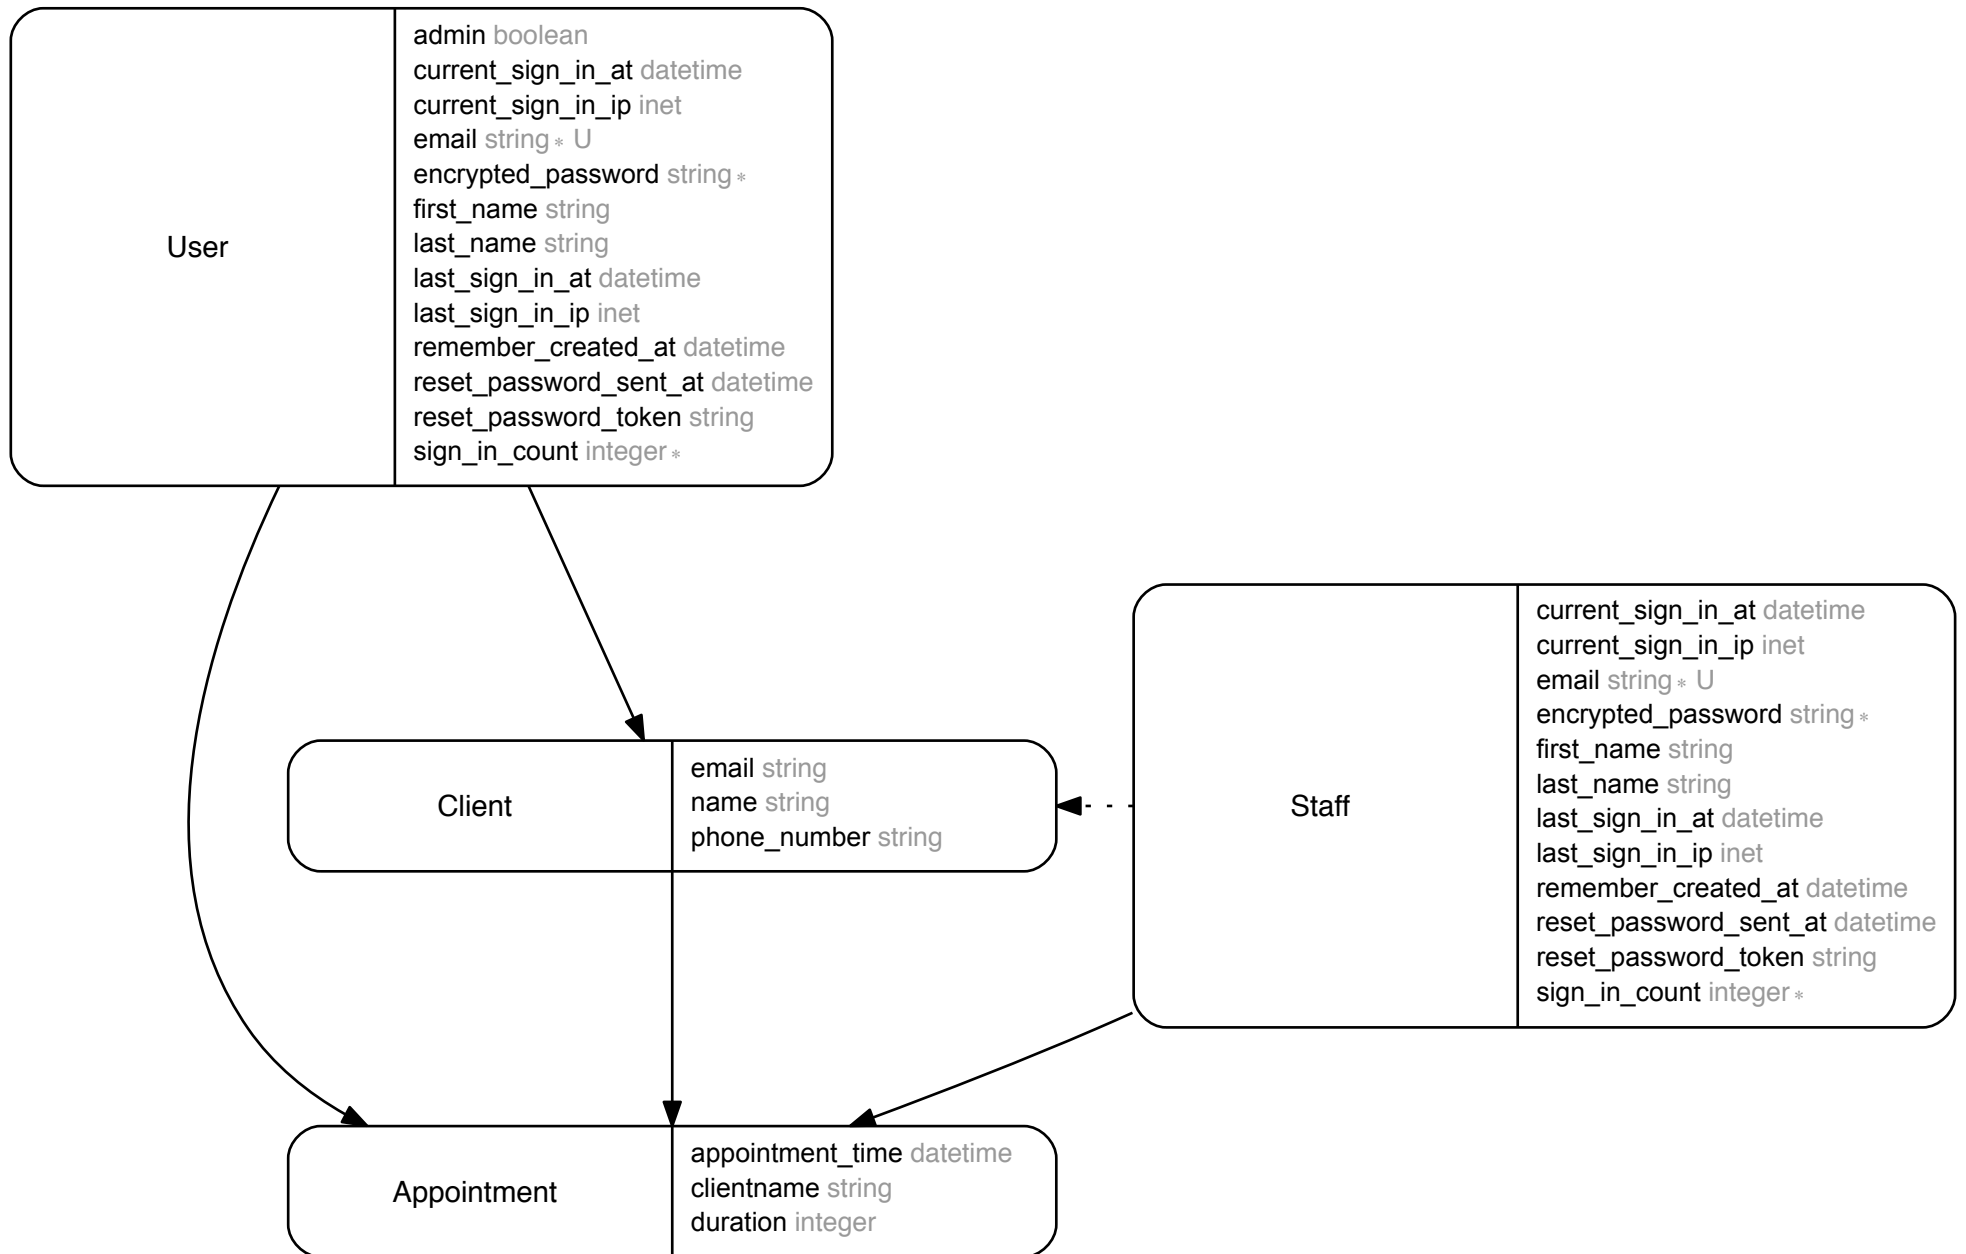 User
admin boolean
current_sign_in_at datetime
current_sign_in_ip inet
email string * U
encrypted_password string *
first_name string
last_name string
last_sign_in_at datetime
last_sign_in_ip inet
remember_created_at datetime
reset_password_sent_at datetime
reset_password_token string
sign_in_count integer *
Client
email string
name string
phone_number string
Staff
current_sign_in_at datetime
current_sign_in_ip inet
email string * U
encrypted_password string *
first_name string
last_name string
last_sign_in_at datetime
last_sign_in_ip inet
remember_created_at datetime
reset_password_sent_at datetime
reset_password_token string
sign_in_count integer *
Appointment
appointment_time datetime
clientname string
duration integer